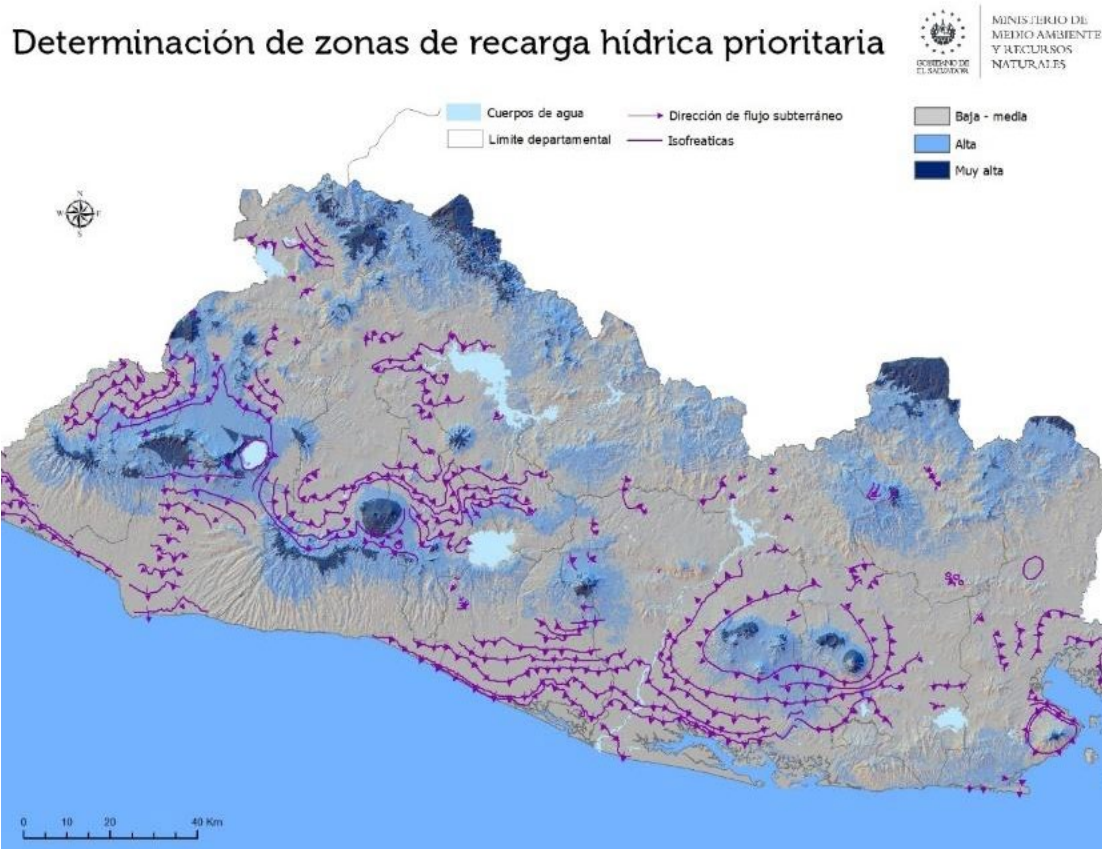 Determinación de zonas de recarga hídrica prioritaria
GOBIERNO DE
EL SALVADOR
MINISTERIO DE
MEDIO AMBIENTE
Y RECURSOS
NATURALES
Cuerpos de agua
Dirección de flujo subterráneo
Límite departamental
Isofreaticas
Baja - media
Alta
Muy alta
N
W E
S
0 10 20 40 Km